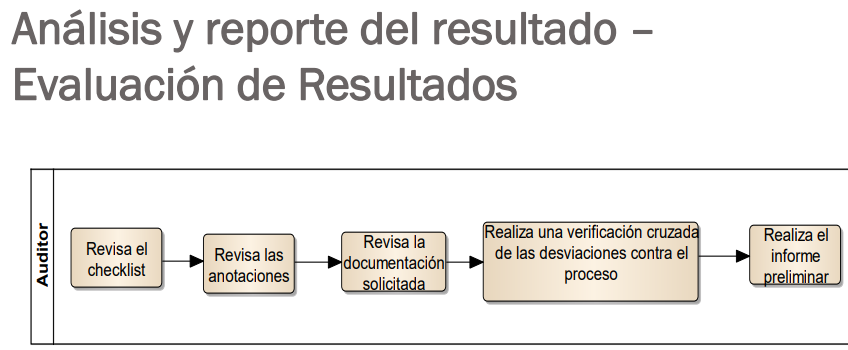 Análisis y reporte del resultado –
Evaluación de Resultados
Auditor
Revisa el
checklist
Revisa las
anotaciones
Revisa la
documentación
solicitada
Realiza una verificación cruzada
de las desviaciones contra el
proceso
Realiza el
informe
preliminar